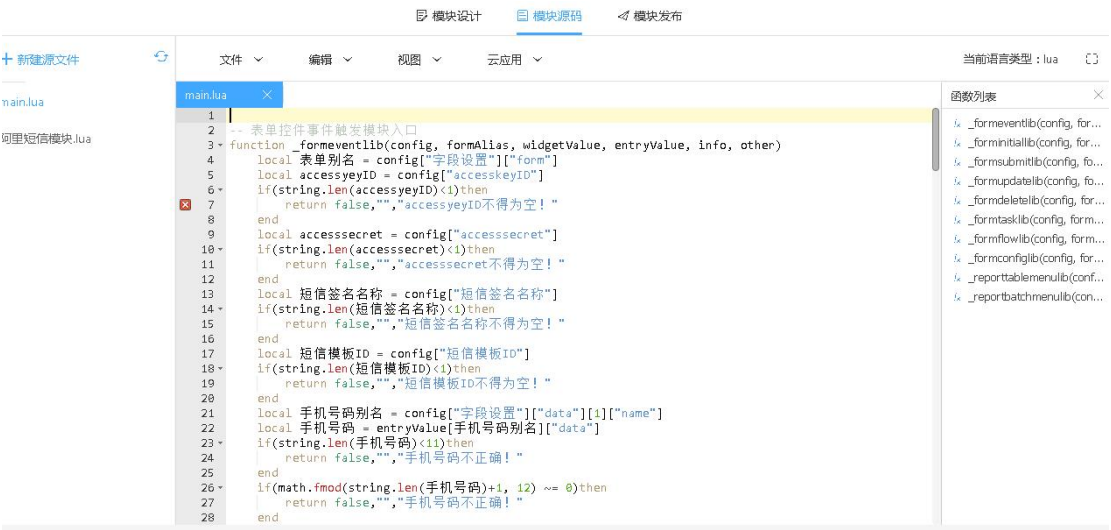 模块设计 模块源码 模块发布
新建源文件
文件 编辑 视图 云应用 当前语言类型：lua
main.lua
阿里短信模块.lua
main.lua
函数列表
1
2 -- 表单控件事件触发模块入口
3 function _formeventlib(config, formAlias, widgetValue, entryValue, info, other)
4 local 表单别名 = config["字段设置"]["form"]
5 local accessyeyID = config["accesskeyID"]
6 if(string.len(accessyeyID)<1)then
7 return false,"","accessyeyID不得为空！"
8 end
9 local accesssecret = config["accesssecret"]
10 if(string.len(accesssecret)<1)then
11 return false,"","accesssecret不得为空！"
12 end
13 local 短信签名名称 = config["短信签名名称"]
14 if(string.len(短信签名名称)<1)then
15 return false,"","短信签名名称不得为空！"
16 end
17 local 短信模板ID = config["短信模板ID"]
18 if(string.len(短信模板ID)<1)then
19 return false,"","短信模板ID不得为空！"
20 end
21 local 手机号码别名 = config["字段设置"]["data"][1]["name"]
22 local 手机号码 = entryValue[手机号码别名]["data"]
23 if(string.len(手机号码)<11)then
24 return false,"","手机号码不正确！"
25 end
26 if(math.fmod(string.len(手机号码)+1, 12) ~= 0)then
27 return false,"","手机号码不正确！"
28 end
_formeventlib(config, for...
_forminitiallib(config, for...
_formsubmitlib(config, fo...
_formupdatelib(config, fo...
_formdeletelib(config, for...
_formtasklib(config, form...
_formflowlib(config, form...
_formconfiglib(config, for...
_reporttablemenulib(conf...
_reportbatchmenulib(con...